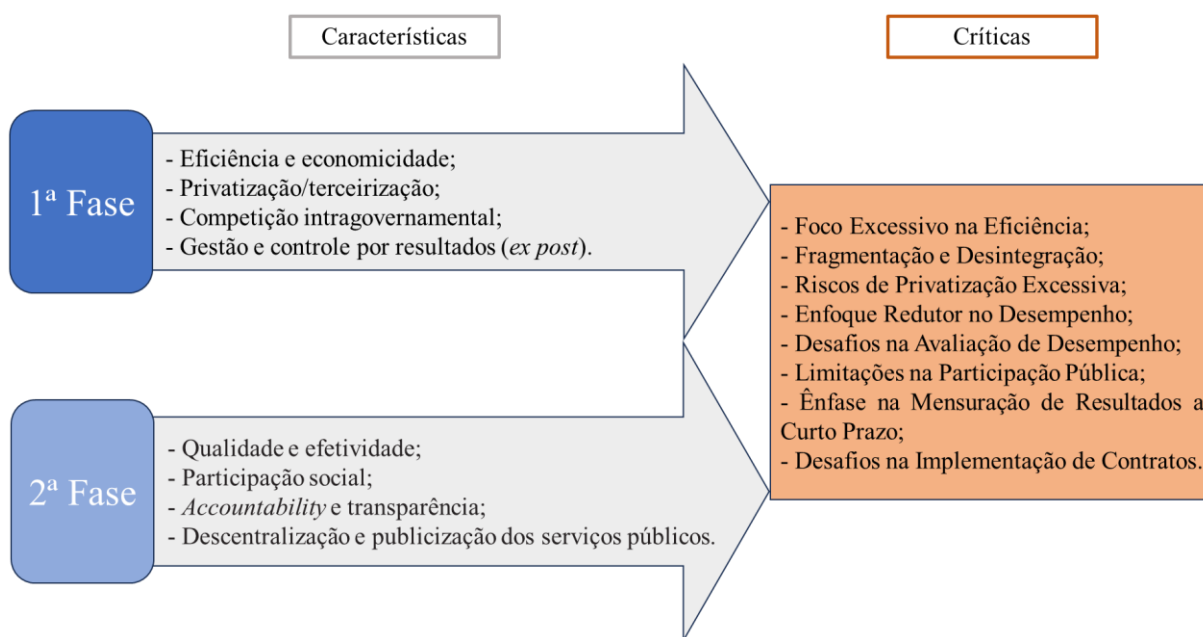 Características
Críticas
1ª Fase
- Eficiência e economicidade;
- Privatização/terceirização;
- Competição intragovernamental;
- Gestão e controle por resultados (ex post).
2ª Fase
- Qualidade e efetividade;
- Participação social;
- Accountability e transparência;
- Descentralização e publicização dos serviços públicos.
- Foco Excessivo na Eficiência;
- Fragmentação e Desintegração;
- Riscos de Privatização Excessiva;
- Enfoque Redutor no Desempenho;
- Desafios na Avaliação de Desempenho;
- Limitações na Participação Pública;
- Ênfase na Mensuração de Resultados a
Curto Prazo;
- Desafios na Implementação de Contratos.